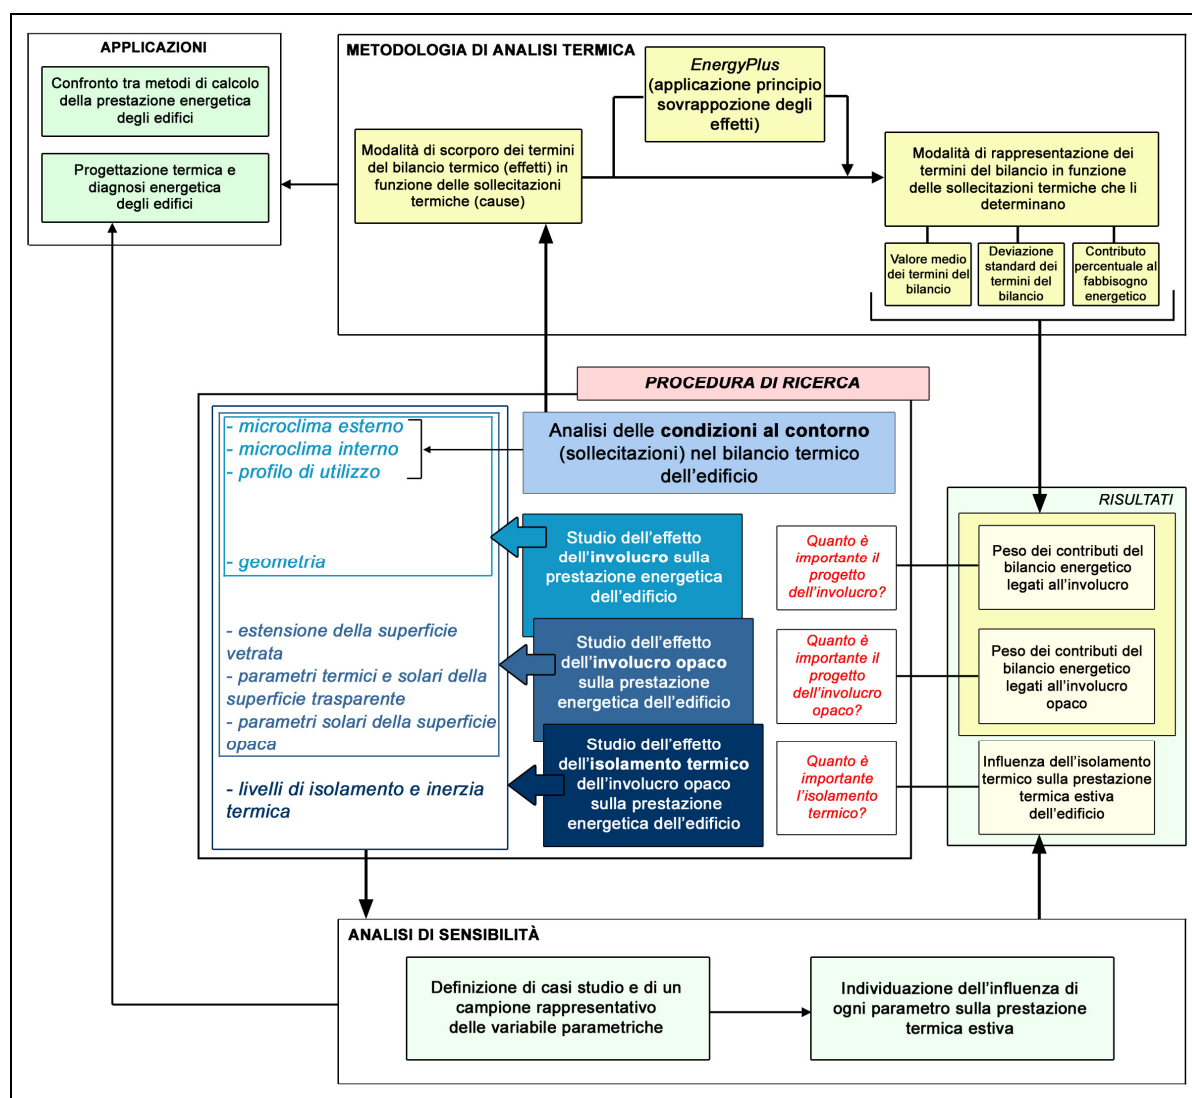 APPLICAZIONI
Confronto tra metodi di calcolo
della prestazione energetica
degli edifici
Progettazione termica e
diagnosi energetica
degli edifici
METODOLOGIA DI ANALISI TERMICA
EnergyPlus
(applicazione principio
sovrappozione degli
effetti)
Modalità di scorporo dei termini
del bilancio termico (effetti) in
funzione delle sollecitazioni
termiche (cause)
Modalità di rappresentazione dei
termini del bilancio in funzione
delle sollecitazioni termiche che li
determinano
Valore medio
dei termini del
bilancio
Deviazione
standard dei
termini del
bilancio
Contributo
percentuale al
fabbisogno
energetico
PROCEDURA DI RICERCA
- microclima esterno
- microclima interno
- profilo di utilizzo
- geometria
- estensione della superficie
vetrata
- parametri termici e solari della
superficie trasparente
- parametri solari della superficie
opaca
- livelli di isolamento e inerzia
termica
Analisi delle condizioni al contorno
(sollecitazioni) nel bilancio termico
dell'edificio
Studio dell'effetto
dell'involucro sulla
prestazione energetica
dell'edificio
Studio dell'effetto
dell'involucro opaco
sulla prestazione
energetica dell'edificio
Studio dell'effetto
dell'isolamento termico
dell'involucro opaco
sulla prestazione
energetica dell'edificio
Quanto è
importante il
progetto
dell'involucro?
Quanto è
importante il
progetto
dell'involucro
opaco?
Quanto è
importante
l'isolamento
termico?
RISULTATI
Peso dei contributi del
bilancio energetico
legati all'involucro
Peso dei contributi del
bilancio energetico
legati all'involucro
opaco
Influenza dell'isolamento
termico sulla prestazione
termica estiva
dell'edificio
ANALISI DI SENSIBILITÀ
Definizione di casi studio e di un
campione rappresentativo
delle variabile parametriche
Individuazione dell'influenza di
ogni parametro sulla prestazione
termica estiva